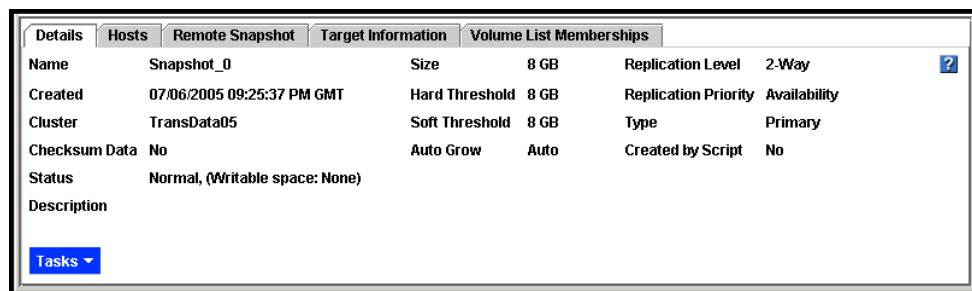 Details Hosts Remote Snapshot Target Information Volume List Memberships
Name Snapshot_0 Size 8 GB Replication Level 2-Way ?
Created 07/06/2005 09:25:37 PM GMT Hard Threshold 8 GB Replication Priority Availability
Cluster TransData05 Soft Threshold 8 GB Type Primary
Checksum Data No Auto Grow Auto Created by Script No
Status Normal, (Writable space: None)
Description
Tasks